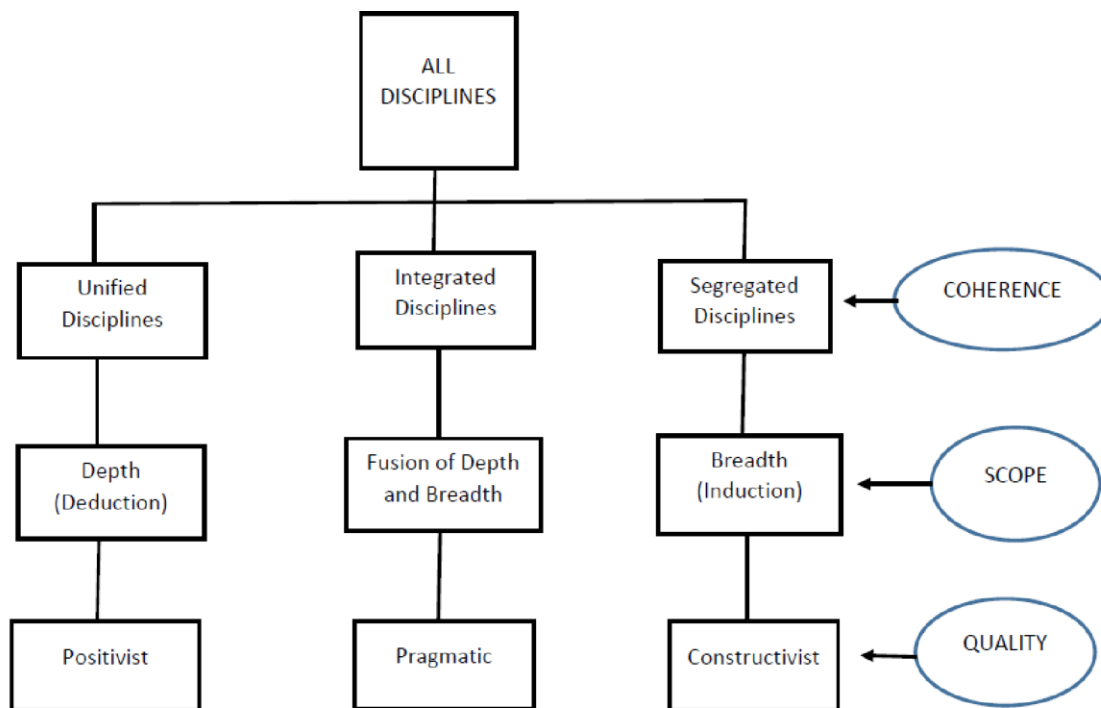 ALL
DISCIPLINES
Unified
Disciplines
Integrated
Disciplines
Segregated
Disciplines
COHERENCE
Depth
(Deduction)
Fusion of Depth
and Breadth
Breadth
(Induction)
SCOPE
Positivist
Pragmatic
Constructivist
QUALITY